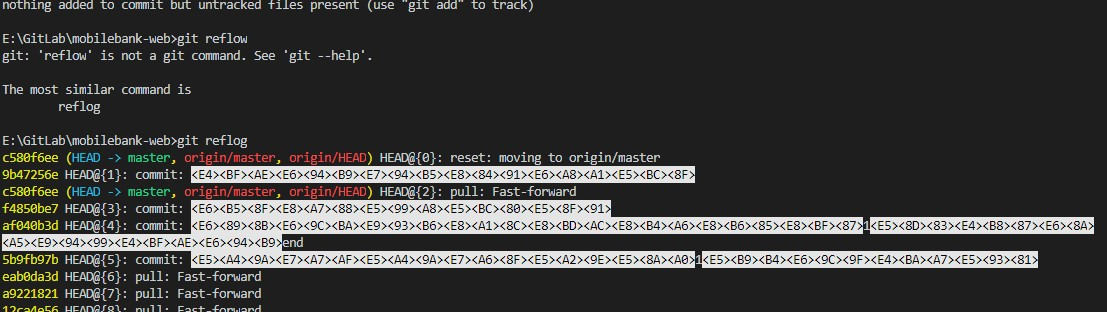 nothing added to commit but untracked files present (use "git add" to track)
E:\GitLab\mobilebank-web>git reflow
git: 'reflow' is not a git command. See 'git --help'.
The most similar command is
reflog
E:\GitLab\mobilebank-web>git reflog
c580f6ee (HEAD -> master, origin/master, origin/HEAD) HEAD@{0}: reset: moving to origin/master
9b47256e HEAD@{1}: commit: <E4><BF><AE><E6><94><B9><E7><94><B5><E8><84><91><E6><A8><A1><E5><BC><8F>
c580f6ee (HEAD -> master, origin/master, origin/HEAD) HEAD@{2}: pull: Fast-forward
f4850be7 HEAD@{3}: commit: <E6><B5><8F><E8><A7><88><E5><99><A8><E5><BC><80><E5><8F><91>
af040b3d HEAD@{4}: commit: <E6><89><8B><E6><9C><BA><E9><93><B6><E8><A1><8C><E8><BD><AC><E8><B4><A6><E8><B6><85><E8><BF><87>1<E5><8D><83><E4><B8><87><E6><8A>
<A5><E9><94><99><E4><BF><AE><E6><94><B9>end
5b9fb97b HEAD@{5}: commit: <E5><A4><9A><E7><A7><AF><E5><A4><9A><E7><A6><8F><E5><A2><9E><E5><8A><A0>1<E5><B9><B4><E6><9C><9F><E4><BA><A7><E5><93><81>
eab0da3d HEAD@{6}: pull: Fast-forward
a9221821 HEAD@{7}: pull: Fast-forward
12ca4e56 HEAD@{8}: pull: Fast-forward